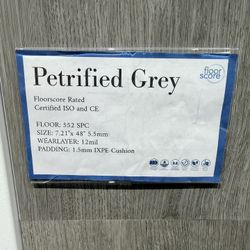 floor
score
Petrified Grey
Floorscore Rated
Certified ISO and CE
FLOOR: 552 SPC
SIZE: 7.21" x 48" 5.5mm
WEARLAYER: 12mil
PADDING: 1.5mm IXPE Cushion